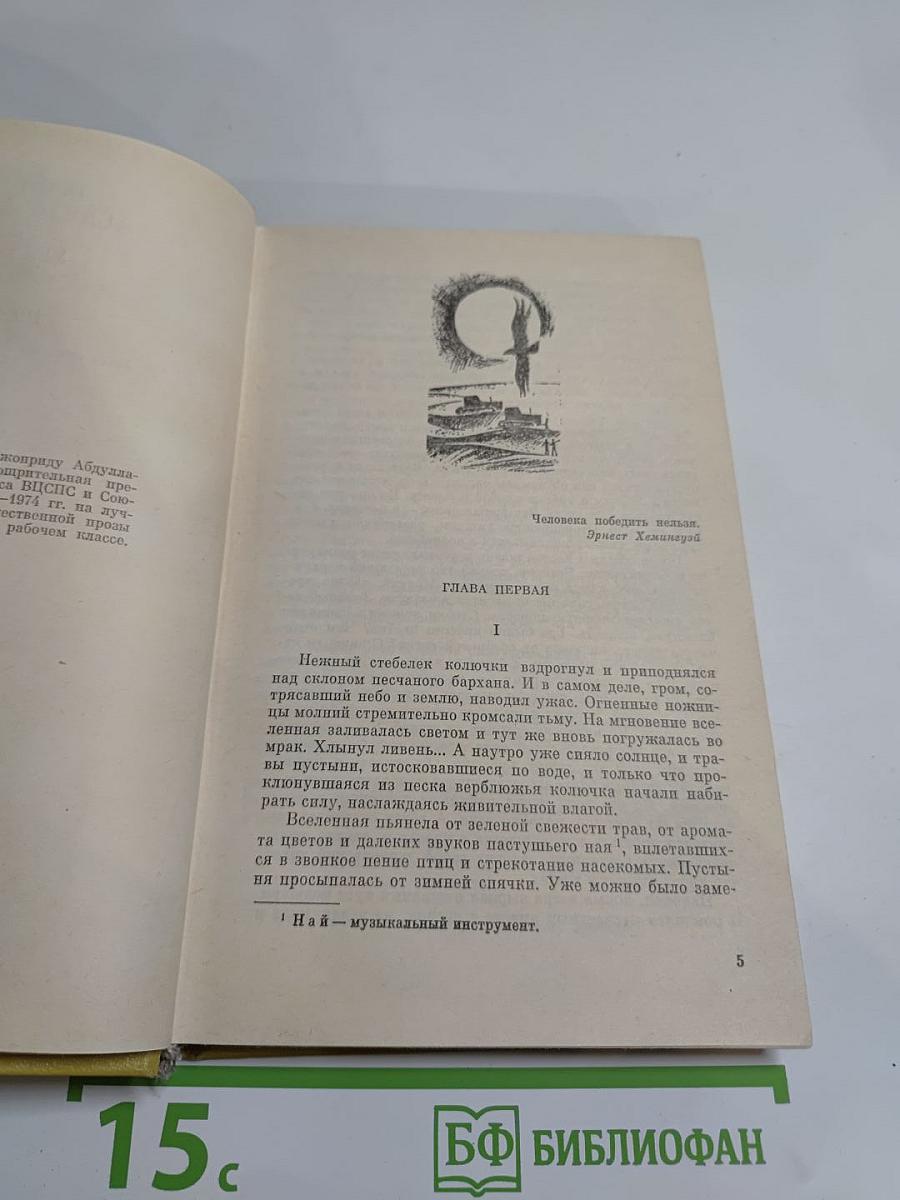 жонриду Абдулла-
ощрительная пре-
са ВЦСПС и Сою-
—1974 гг. на луч-
жественной прозы
рабочем классе.
Человека победить нельзя.
Эрнест Хемингуэй
ГЛАВА ПЕРВАЯ
I
Нежный стебелек колючки вздрогнул и приподнялся
над склоном песчаного бархана. И в самом деле, гром, со-
трясавший небо и землю, наводил ужас. Огненные ножни-
цы молний стремительно кромсали тьму. На мгновение все-
ленная заливалась светом и тут же вновь погружалась во
мрак. Хлынул ливень... А наутро уже сияло солнце, и тра-
вы пустыни, истосковавшиеся по воде, и только что про-
клюнувшаяся из песка верблюжья колючка начали наби-
рать силу, наслаждаясь живительной влагой.
Вселенная пьянела от зеленой свежести трав, от арома-
та цветов и далеких звуков пастушьего ная¹, вплетавших-
ся в звонкое пение птиц и стрекотание насекомых. Пусты-
ня просыпалась от зимней спячки. Уже можно было заме-
¹ Най — музыкальный инструмент.
5
15 с
БФ БИБЛИОФАН